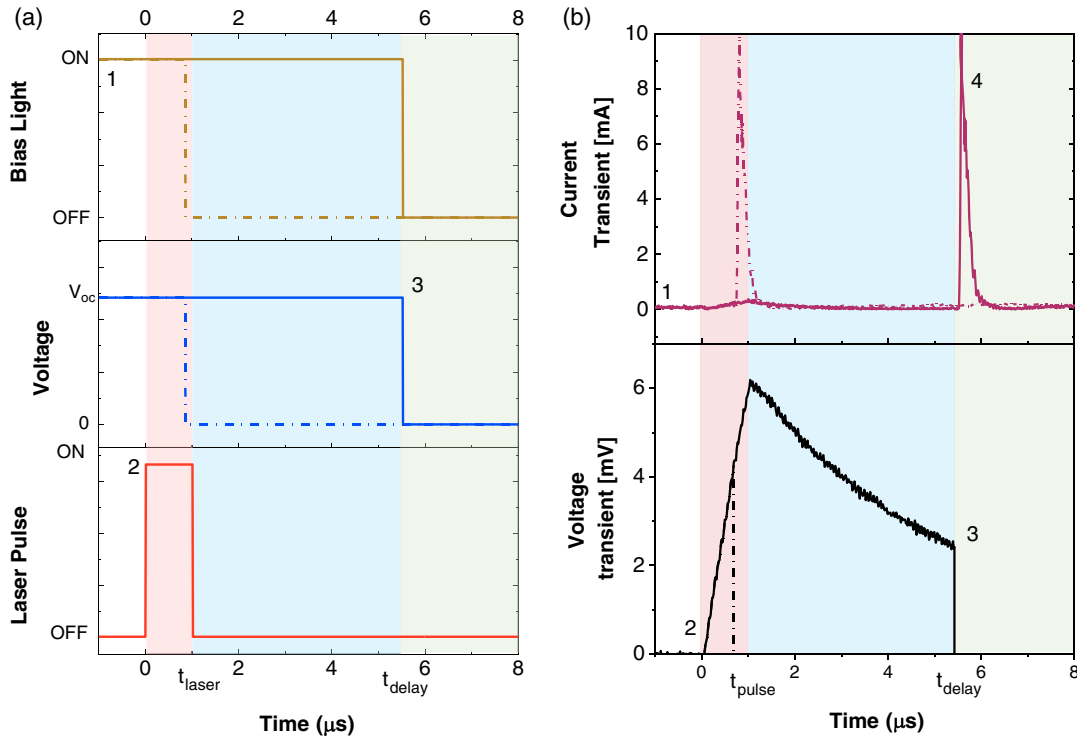 (a)
0 2 4 6 8
ON
1
OFF
Bias Light
V_oc
3
0
Voltage
ON
2
OFF
Laser Pulse
0 2 4 6 8
t_laser t_delay
Time (μs)
(b)
10
8
6
4
2
0
1
4
Current
Transient [mA]
6
4
2
0
2
3
Voltage
transient [mV]
0 2 4 6 8
t_pulse t_delay
Time (μs)